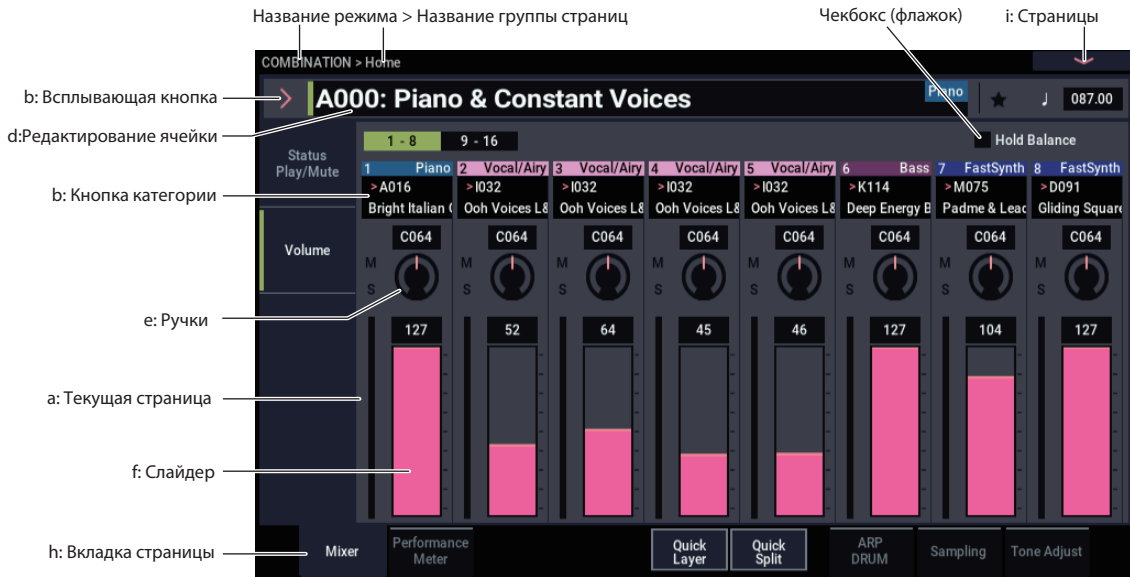 Название режима > Название группы страниц
Чекбокс (флажок)
i: Страницы
COMBINATION > Home
b: Всплывающая кнопка
A000: Piano & Constant Voices
Piano
♩ 087.00
d:Редактирование ячейки
1 - 8 9 - 16
Hold Balance
Status
Play/Mute
1 Piano 2 Vocal/Airy 3 Vocal/Airy 4 Vocal/Airy 5 Vocal/Airy 6 Bass 7 FastSynth 8 FastSynth
b: Кнопка категории
>A016 >I032 >I032 >I032 >I032 >K114 >M075 >D091
Bright Italian Ooh Voices L& Ooh Voices L& Ooh Voices L& Ooh Voices L& Deep Energy B Padme & Lead Gliding Square
Volume
C064 C064 C064 C064 C064 C064 C064 C064
M M M M M M M M
S S S S S S S S
e: Ручки
127 52 64 45 46 127 104 127
a: Текущая страница
f: Слайдер
h: Вкладка страницы
Mixer
Performance
Meter
Quick
Layer
Quick
Split
ARP
DRUM
Sampling
Tone Adjust